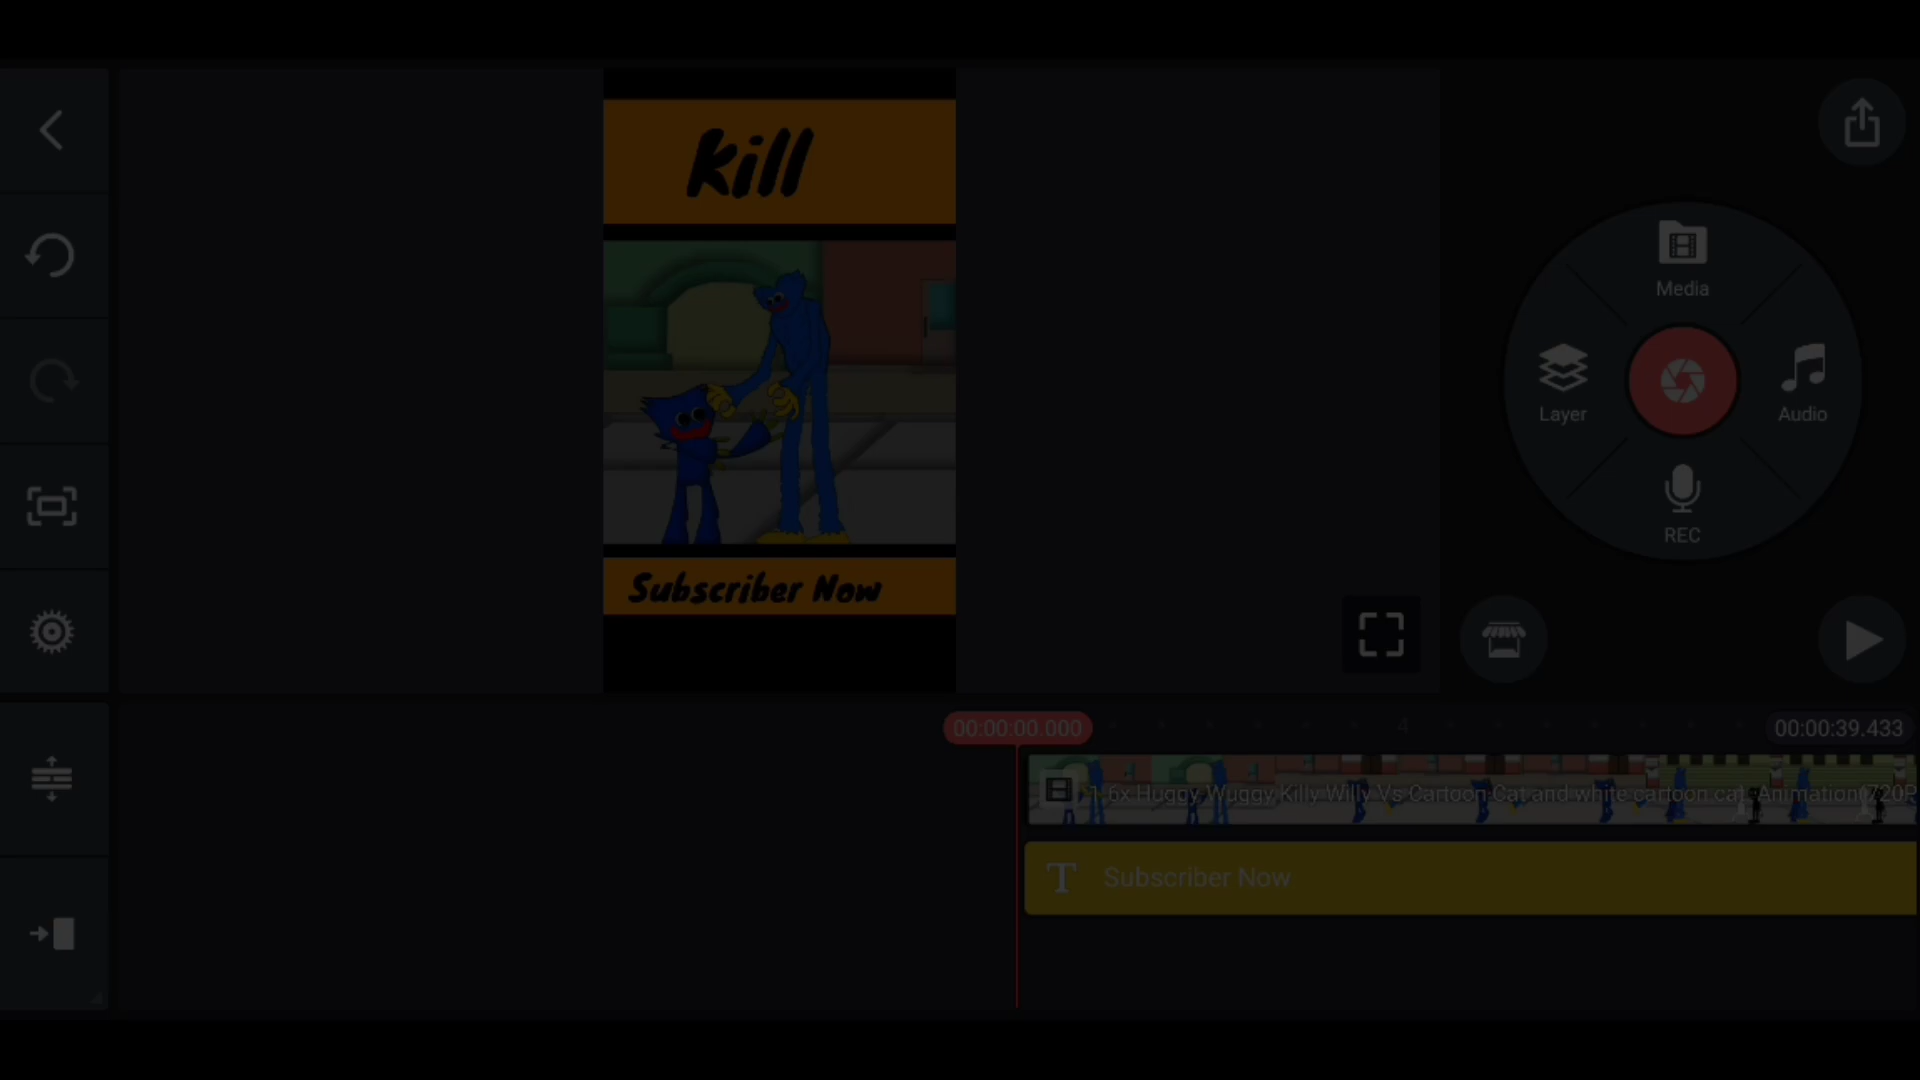 kill
Media
Layer
Audio
REC
Subscriber Now
00:00:00.000
4
00:00:39.433
1.6x Huggy Wuggy Killy Willy Vs Cartoon Cat and white cartoon cat Animation(720P
Subscriber Now